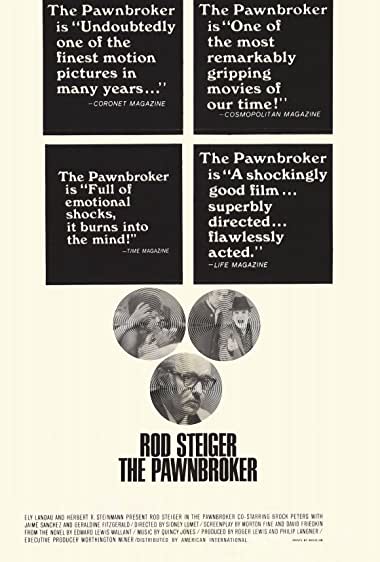 The Pawnbroker
is "Undoubtedly
one of the
finest motion
pictures in
many years..."
—CORONET MAGAZINE
The Pawnbroker
is "One of
the most
remarkably
gripping
movies of
our time!"
—COSMOPOLITAN MAGAZINE
The Pawnbroker
is "Full of
emotional
shocks,
it burns into
the mind!"
—TIME MAGAZINE
The Pawnbroker
is "A shockingly
good film...
superbly
directed...
flawlessly
acted."
—LIFE MAGAZINE
ROD STEIGER
THE PAWNBROKER
ELY LANDAU AND HERBERT R. STEINMANN PRESENT ROD STEIGER IN THE PAWNBROKER CO-STARRING BROCK PETERS WITH
JAIME SANCHEZ AND GERALDINE FITZGERALD/DIRECTED BY SIDNEY LUMET/SCREENPLAY BY MORTON FINE AND DAVID FRIEDKIN
FROM THE NOVEL BY EDWARD LEWIS WALLANT/MUSIC BY QUINCY JONES/PRODUCED BY ROGER LEWIS AND PHILIP LANGNER/
EXECUTIVE PRODUCER WORTHINGTON MINER/DISTRIBUTED BY AMERICAN INTERNATIONAL